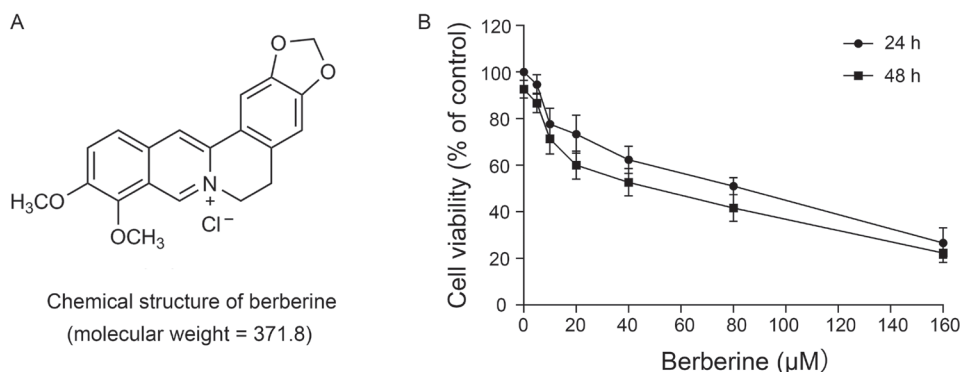 A
O
O
N
+
Cl−
H3CO
OCH3
Chemical structure of berberine
(molecular weight = 371.8)
B
Cell viability (% of control)
120
100
80
60
40
20
0
0 20 40 60 80 100 120 140 160
Berberine (µM)
24 h
48 h